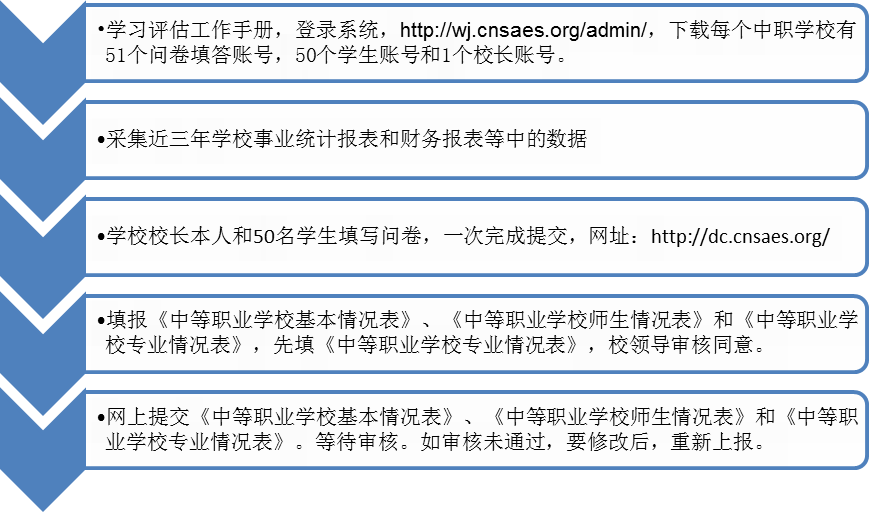 •学习评估工作手册，登录系统，http://wj.cnsaes.org/admin/，下载每个中职学校有
51个问卷填答账号，50个学生账号和1个校长账号。
•采集近三年学校事业统计报表和财务报表等中的数据
•学校校长本人和50名学生填写问卷，一次完成提交，网址：http://dc.cnsaes.org/
•填报《中等职业学校基本情况表》、《中等职业学校师生情况表》和《中等职业学
校专业情况表》，先填《中等职业学校专业情况表》，校领导审核同意。
•网上提交《中等职业学校基本情况表》、《中等职业学校师生情况表》和《中等职
业学校专业情况表》。等待审核。如审核未通过，要修改后，重新上报。